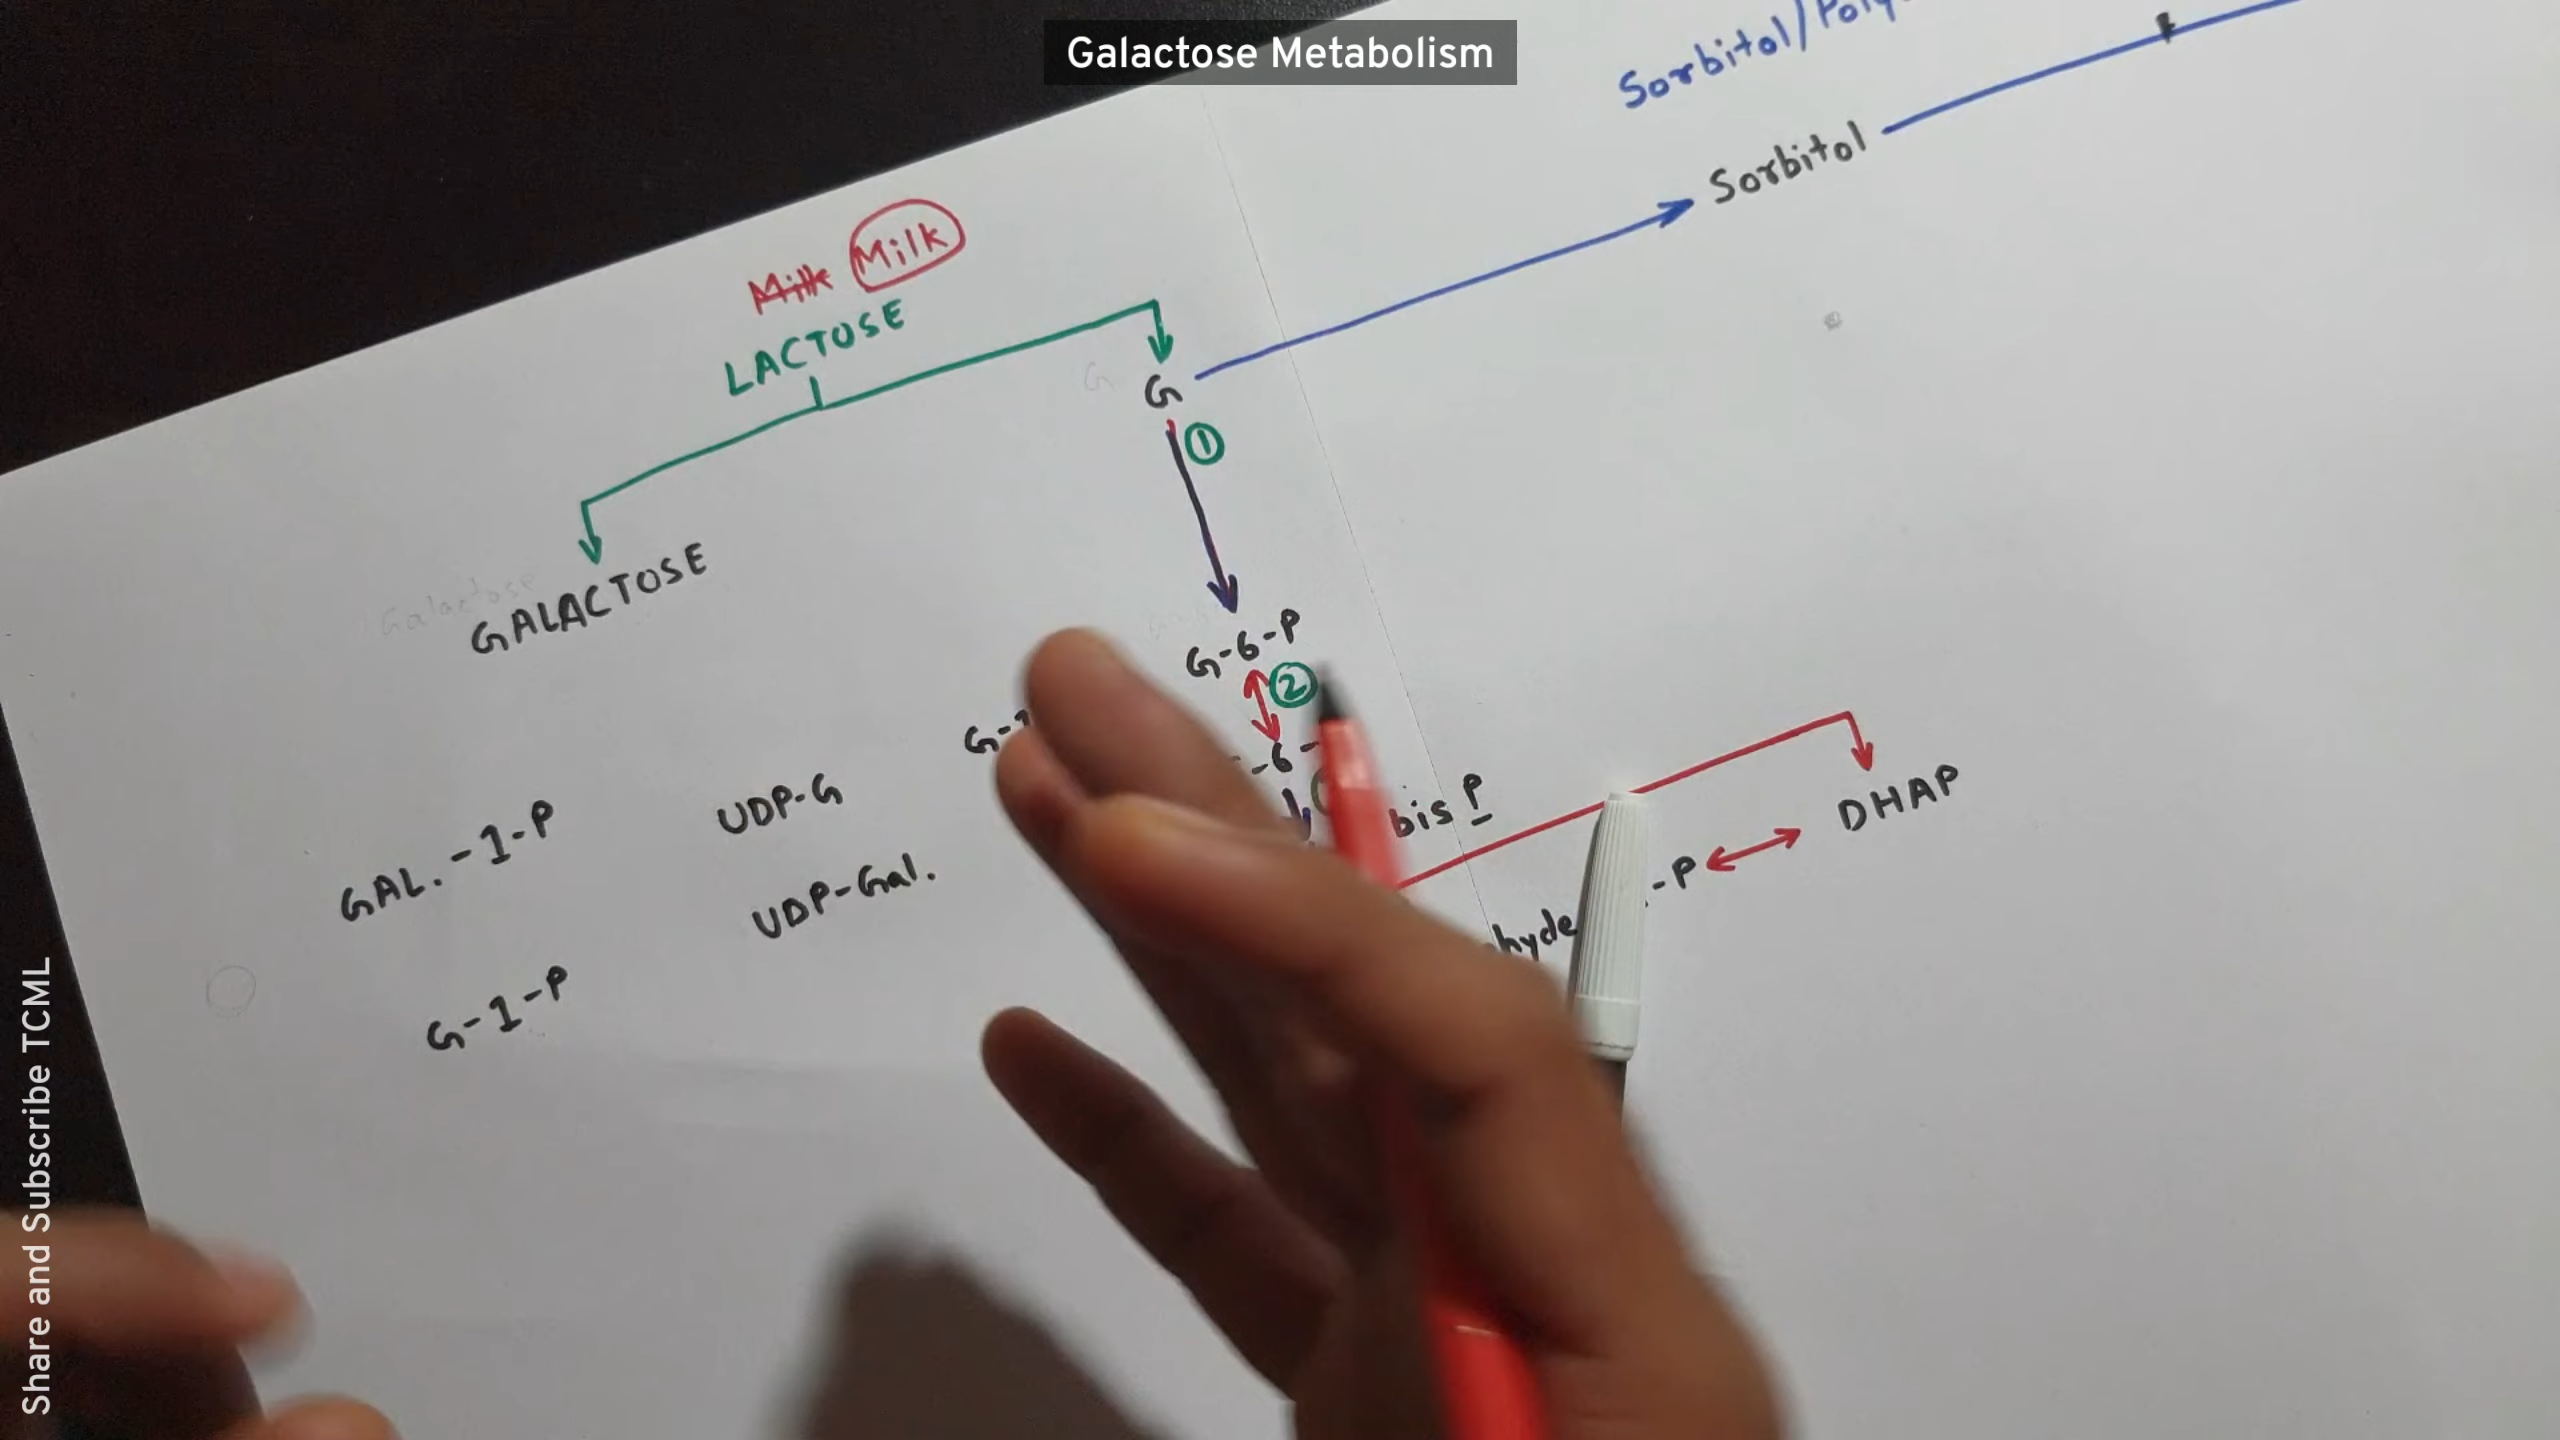 Galactose Metabolism
Sorbitol/
Sorbitol
Milk Milk
LACTOSE
G G
①
Galactose
GALACTOSE
G-6-P
②
UDP-G
bis P
DHAP
GAL.-1-P
UDP-Gal.
-P
hyde
G-1-P
Share and Subscribe TCML